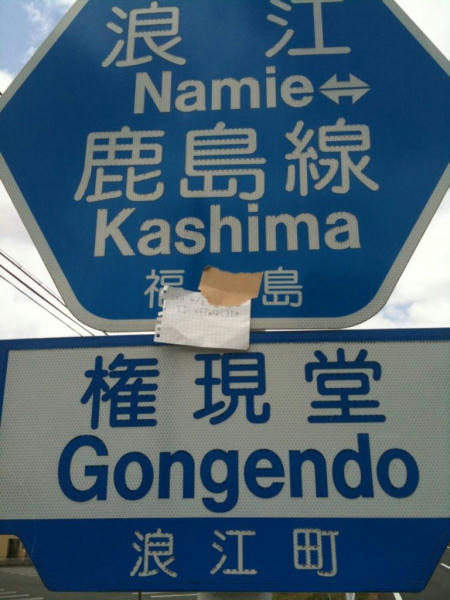 浪江
Namie⇔
鹿島線
Kashima
福島
権現堂
Gongendo
浪江町